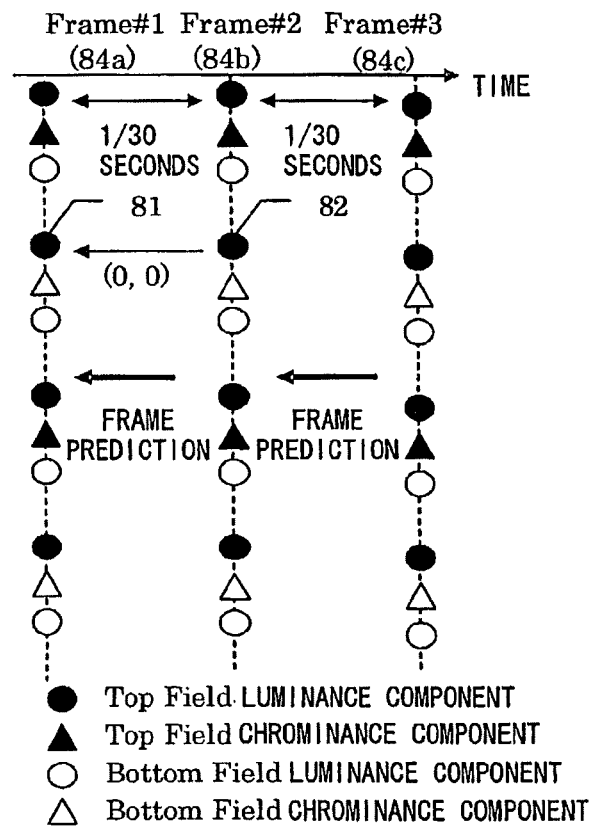 Frame#1 Frame#2 Frame#3
(84a) (84b) (84c)
TIME
1/30 SECONDS
1/30 SECONDS
81
82
(0, 0)
FRAME PREDICTION
FRAME PREDICTION
Top Field LUMINANCE COMPONENT
Top Field CHROMINANCE COMPONENT
Bottom Field LUMINANCE COMPONENT
Bottom Field CHROMINANCE COMPONENT